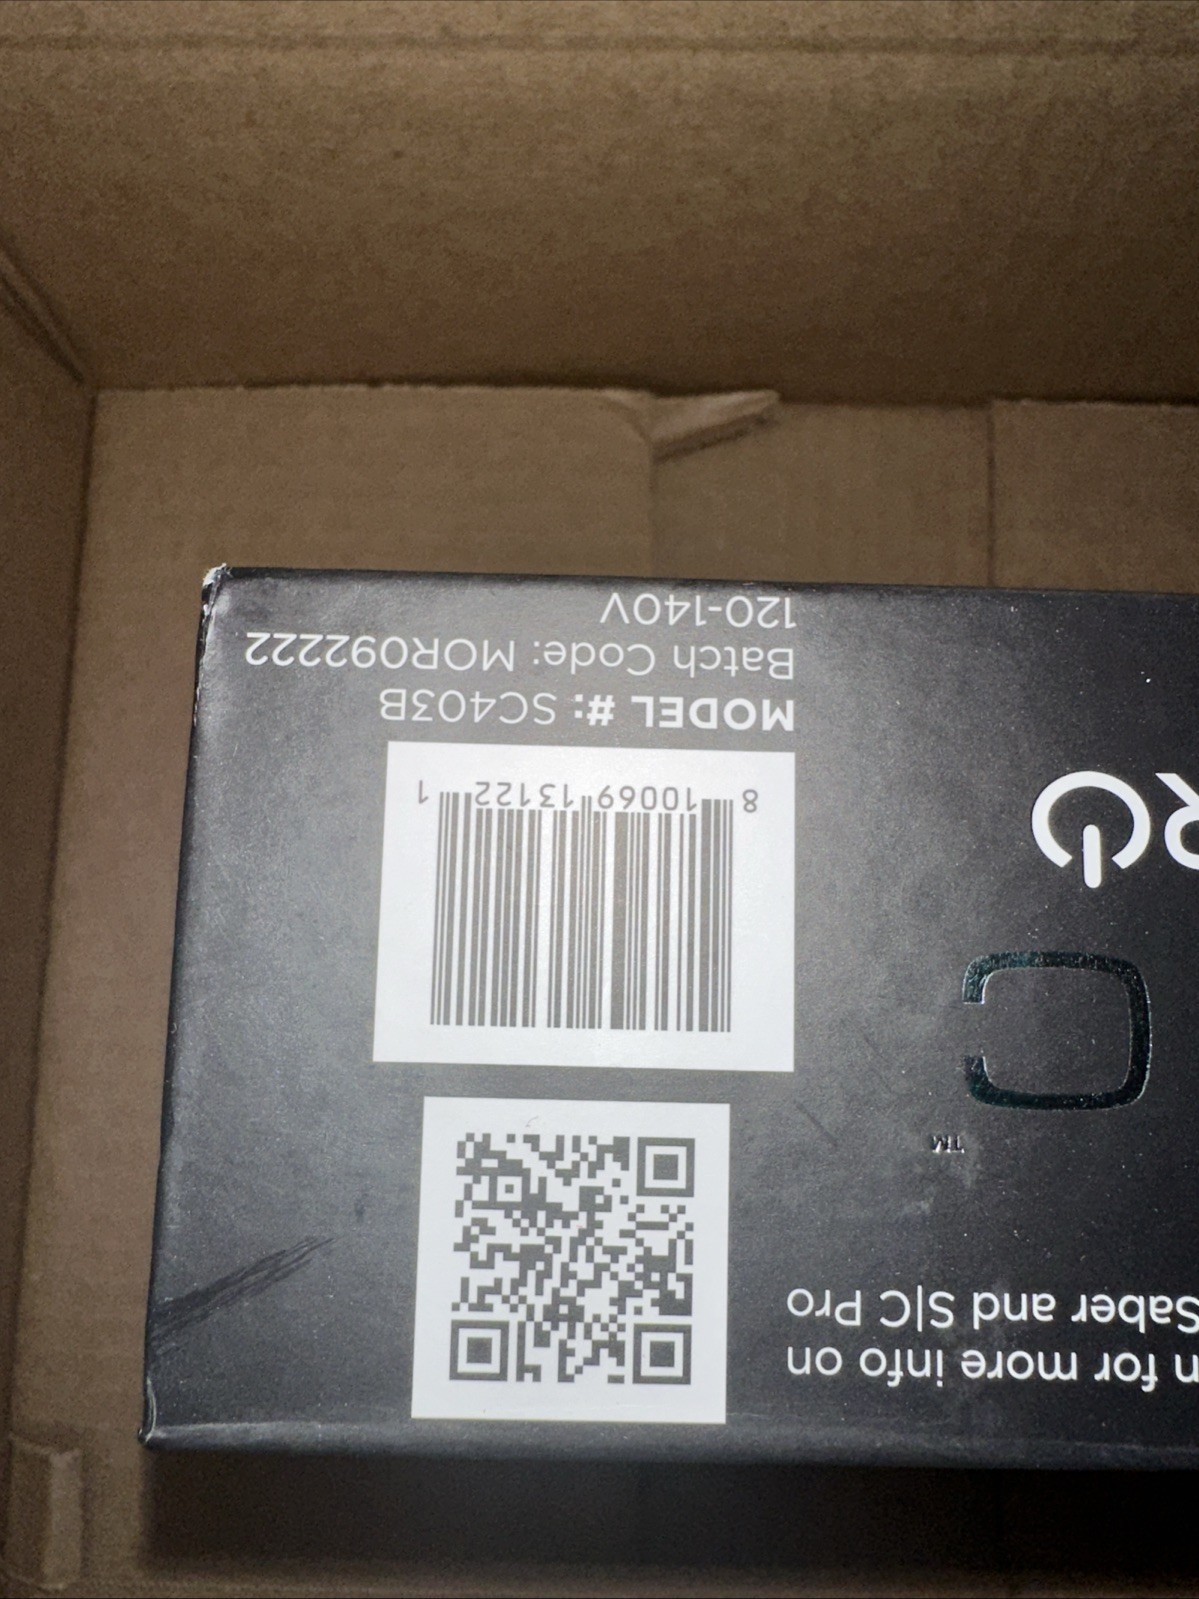 n for more info on
Saber and S|C Pro
TM
RO
MODEL #: SC403B
Batch Code: MOR092222
120-140V
8 10069 13122 1